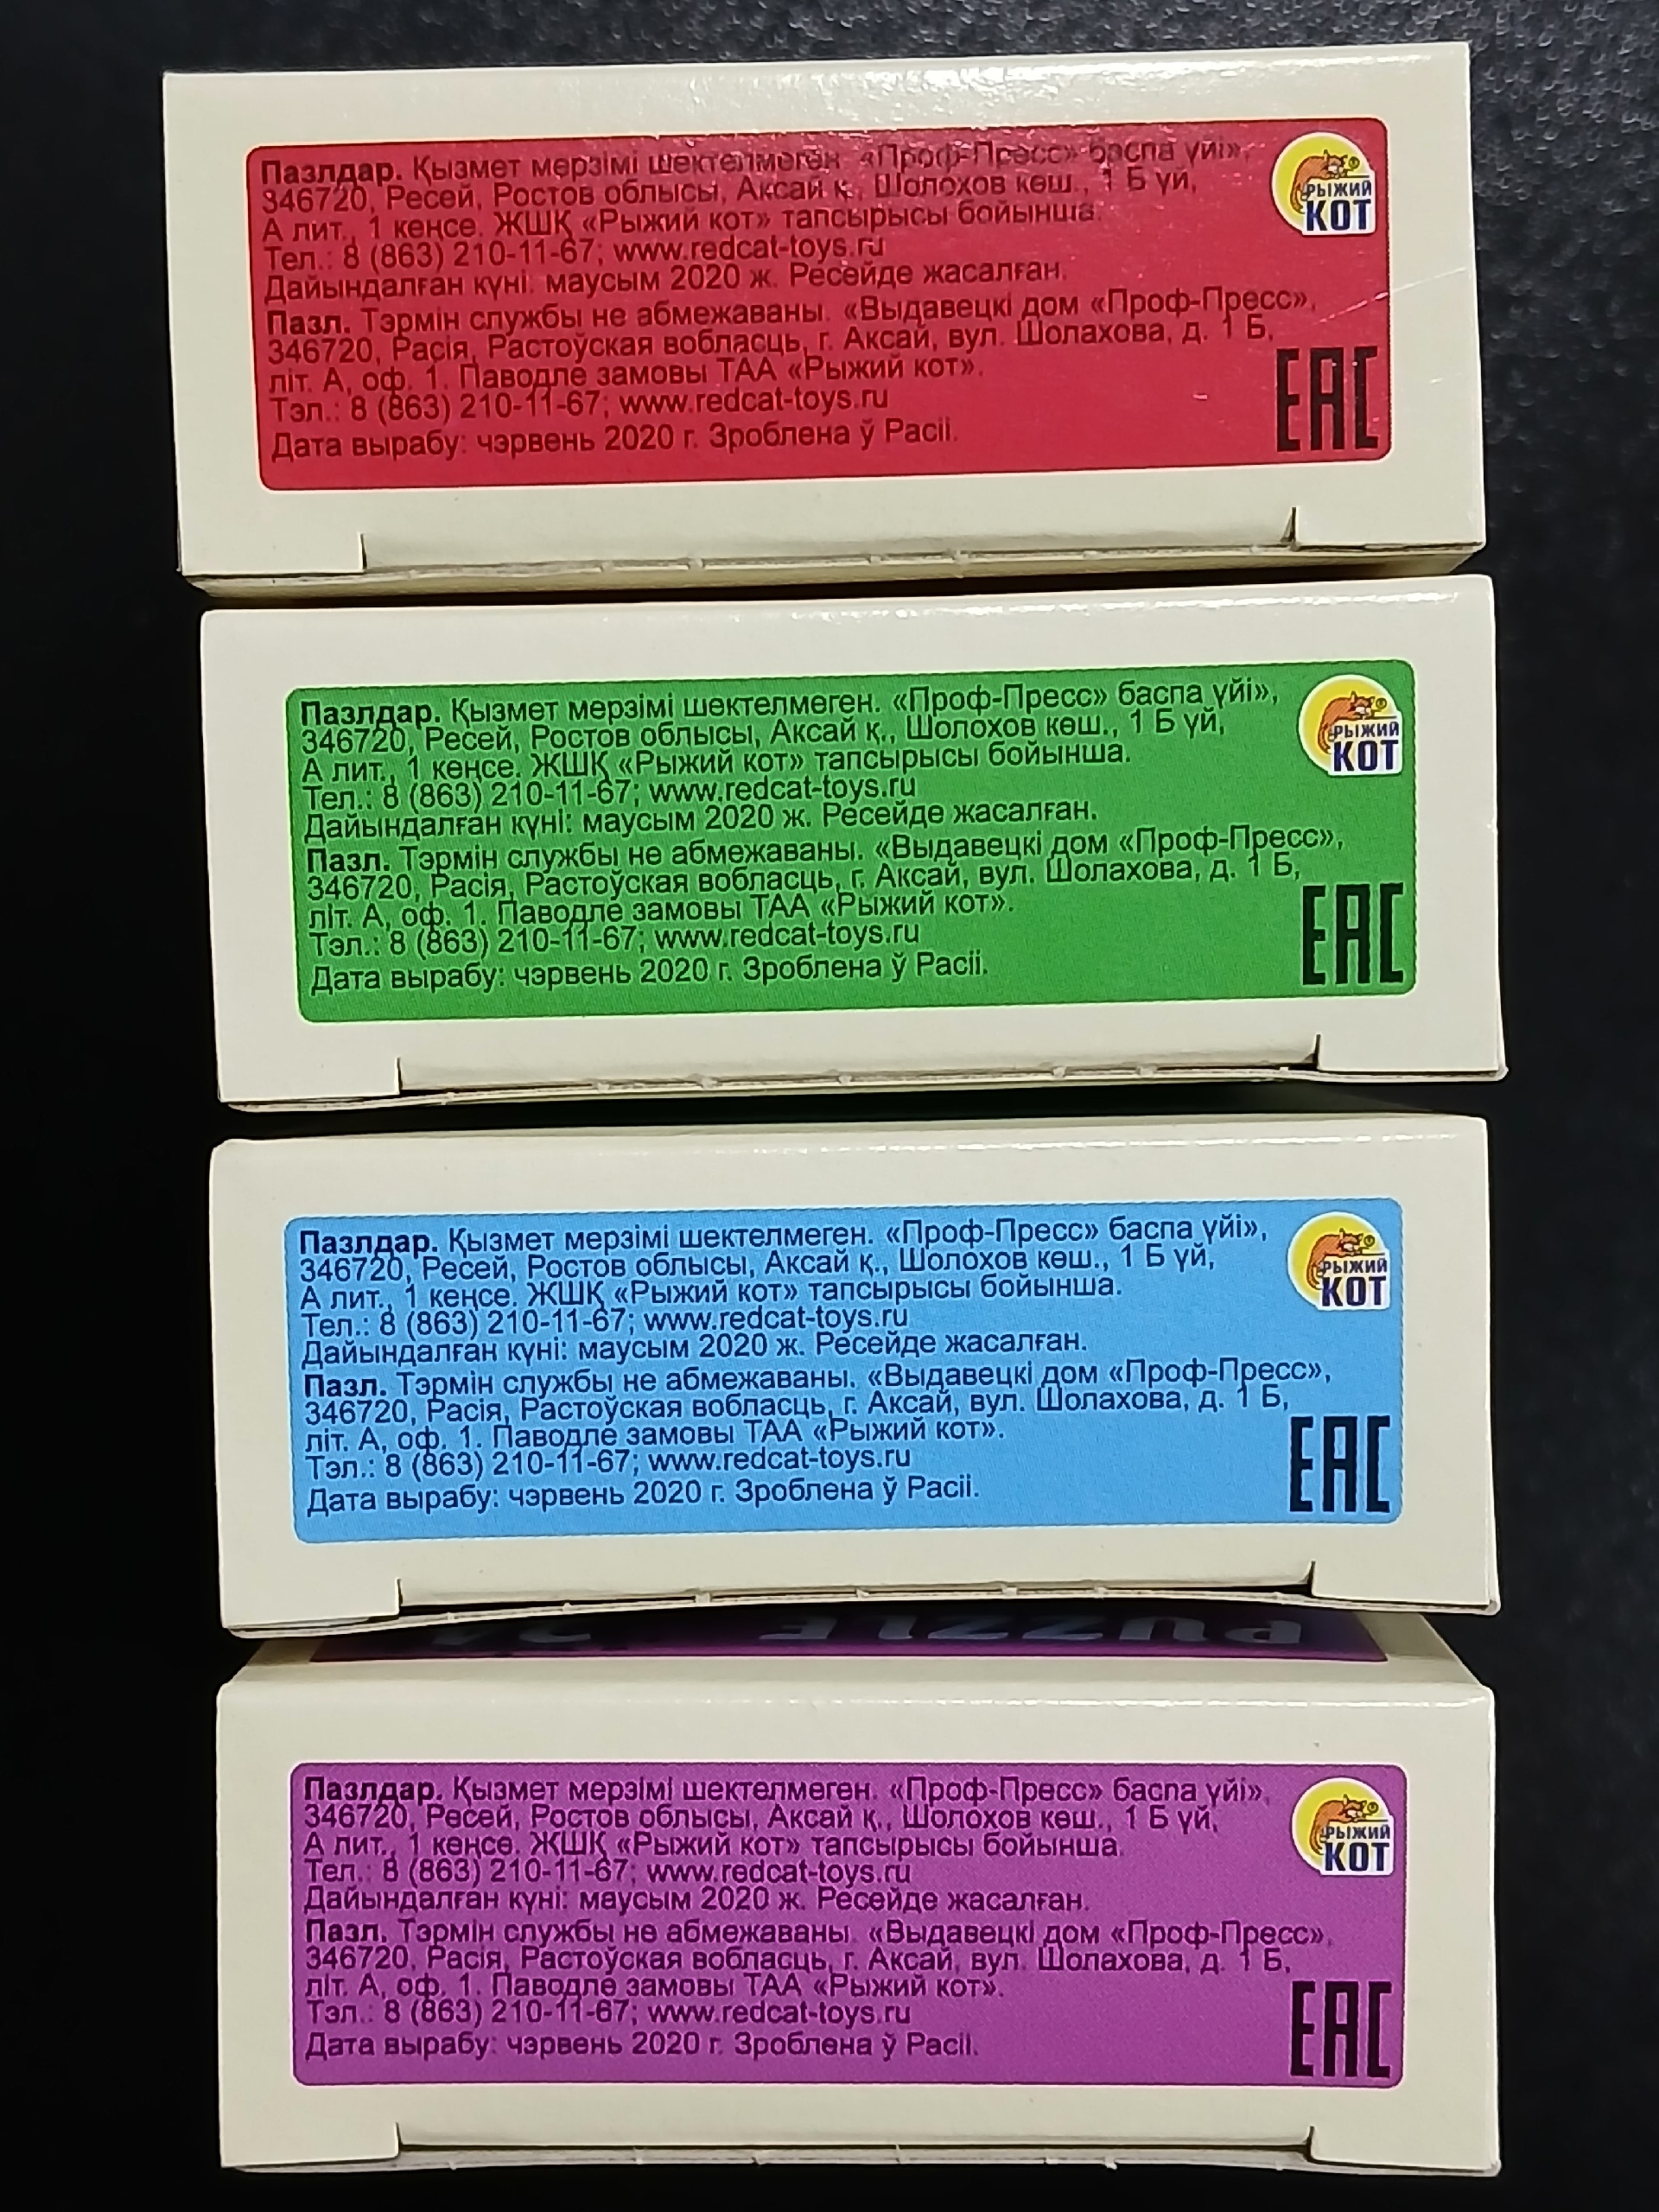 Пазлдар. Қызмет мерзімі шектелмеген. «Проф-Пресс» баспа үйі»,
346720, Ресей, Ростов облысы, Аксай қ., Шолохов көш., 1 Б үй,
А лит., 1 кеңсе. ЖШҚ «Рыжий кот» тапсырысы бойынша.
Тел.: 8 (863) 210-11-67; www.redcat-toys.ru
Дайындалған күні: маусым 2020 ж. Ресейде жасалған.
Пазл. Тэрмін службы не абмежаваны. «Выдавецкі дом «Проф-Пресс»,
346720, Расія, Растоўская вобласць, г. Аксай, вул. Шолахова, д. 1 Б,
літ. А, оф. 1. Паводле замовы ТАА «Рыжий кот».
Тэл.: 8 (863) 210-11-67; www.redcat-toys.ru
Дата вырабу: чэрвень 2020 г. Зроблена ў Расіі.
РЫЖИЙ
КОТ
EAC
Пазлдар. Қызмет мерзімі шектелмеген. «Проф-Пресс» баспа үйі»,
346720, Ресей, Ростов облысы, Аксай қ., Шолохов көш., 1 Б үй,
А лит., 1 кеңсе. ЖШҚ «Рыжий кот» тапсырысы бойынша.
Тел.: 8 (863) 210-11-67; www.redcat-toys.ru
Дайындалған күні: маусым 2020 ж. Ресейде жасалған.
Пазл. Тэрмін службы не абмежаваны. «Выдавецкі дом «Проф-Пресс»,
346720, Расія, Растоўская вобласць, г. Аксай, вул. Шолахова, д. 1 Б,
літ. А, оф. 1. Паводле замовы ТАА «Рыжий кот».
Тэл.: 8 (863) 210-11-67; www.redcat-toys.ru
Дата вырабу: чэрвень 2020 г. Зроблена ў Расіі.
РЫЖИЙ
КОТ
EAC
Пазлдар. Қызмет мерзімі шектелмеген. «Проф-Пресс» баспа үйі»,
346720, Ресей, Ростов облысы, Аксай қ., Шолохов көш., 1 Б үй,
А лит., 1 кеңсе. ЖШҚ «Рыжий кот» тапсырысы бойынша.
Тел.: 8 (863) 210-11-67; www.redcat-toys.ru
Дайындалған күні: маусым 2020 ж. Ресейде жасалған.
Пазл. Тэрмін службы не абмежаваны. «Выдавецкі дом «Проф-Пресс»,
346720, Расія, Растоўская вобласць, г. Аксай, вул. Шолахова, д. 1 Б,
літ. А, оф. 1. Паводле замовы ТАА «Рыжий кот».
Тэл.: 8 (863) 210-11-67; www.redcat-toys.ru
Дата вырабу: чэрвень 2020 г. Зроблена ў Расіі.
РЫЖИЙ
КОТ
EAC
PUZZLE 24
Пазлдар. Қызмет мерзімі шектелмеген. «Проф-Пресс» баспа үйі»,
346720, Ресей, Ростов облысы, Аксай қ., Шолохов көш., 1 Б үй,
А лит., 1 кеңсе. ЖШҚ «Рыжий кот» тапсырысы бойынша.
Тел.: 8 (863) 210-11-67; www.redcat-toys.ru
Дайындалған күні: маусым 2020 ж. Ресейде жасалған.
Пазл. Тэрмін службы не абмежаваны. «Выдавецкі дом «Проф-Пресс»,
346720, Расія, Растоўская вобласць, г. Аксай, вул. Шолахова, д. 1 Б,
літ. А, оф. 1. Паводле замовы ТАА «Рыжий кот».
Тэл.: 8 (863) 210-11-67; www.redcat-toys.ru
Дата вырабу: чэрвень 2020 г. Зроблена ў Расіі.
РЫЖИЙ
КОТ
EAC